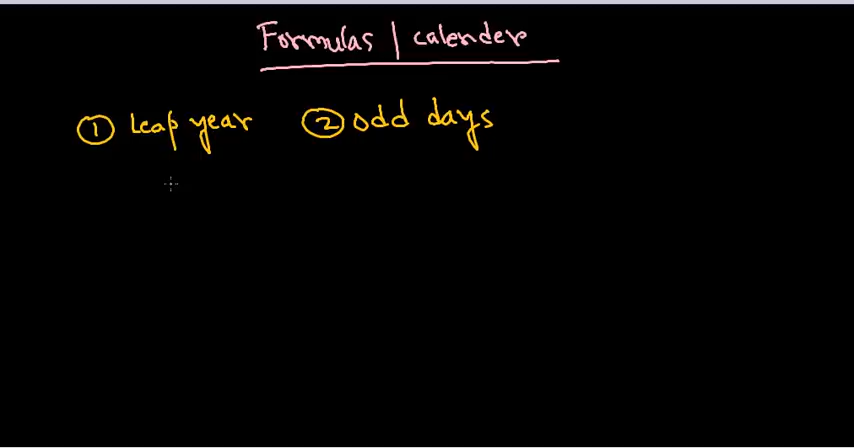 Formulas | calender
① Leap year ② odd days